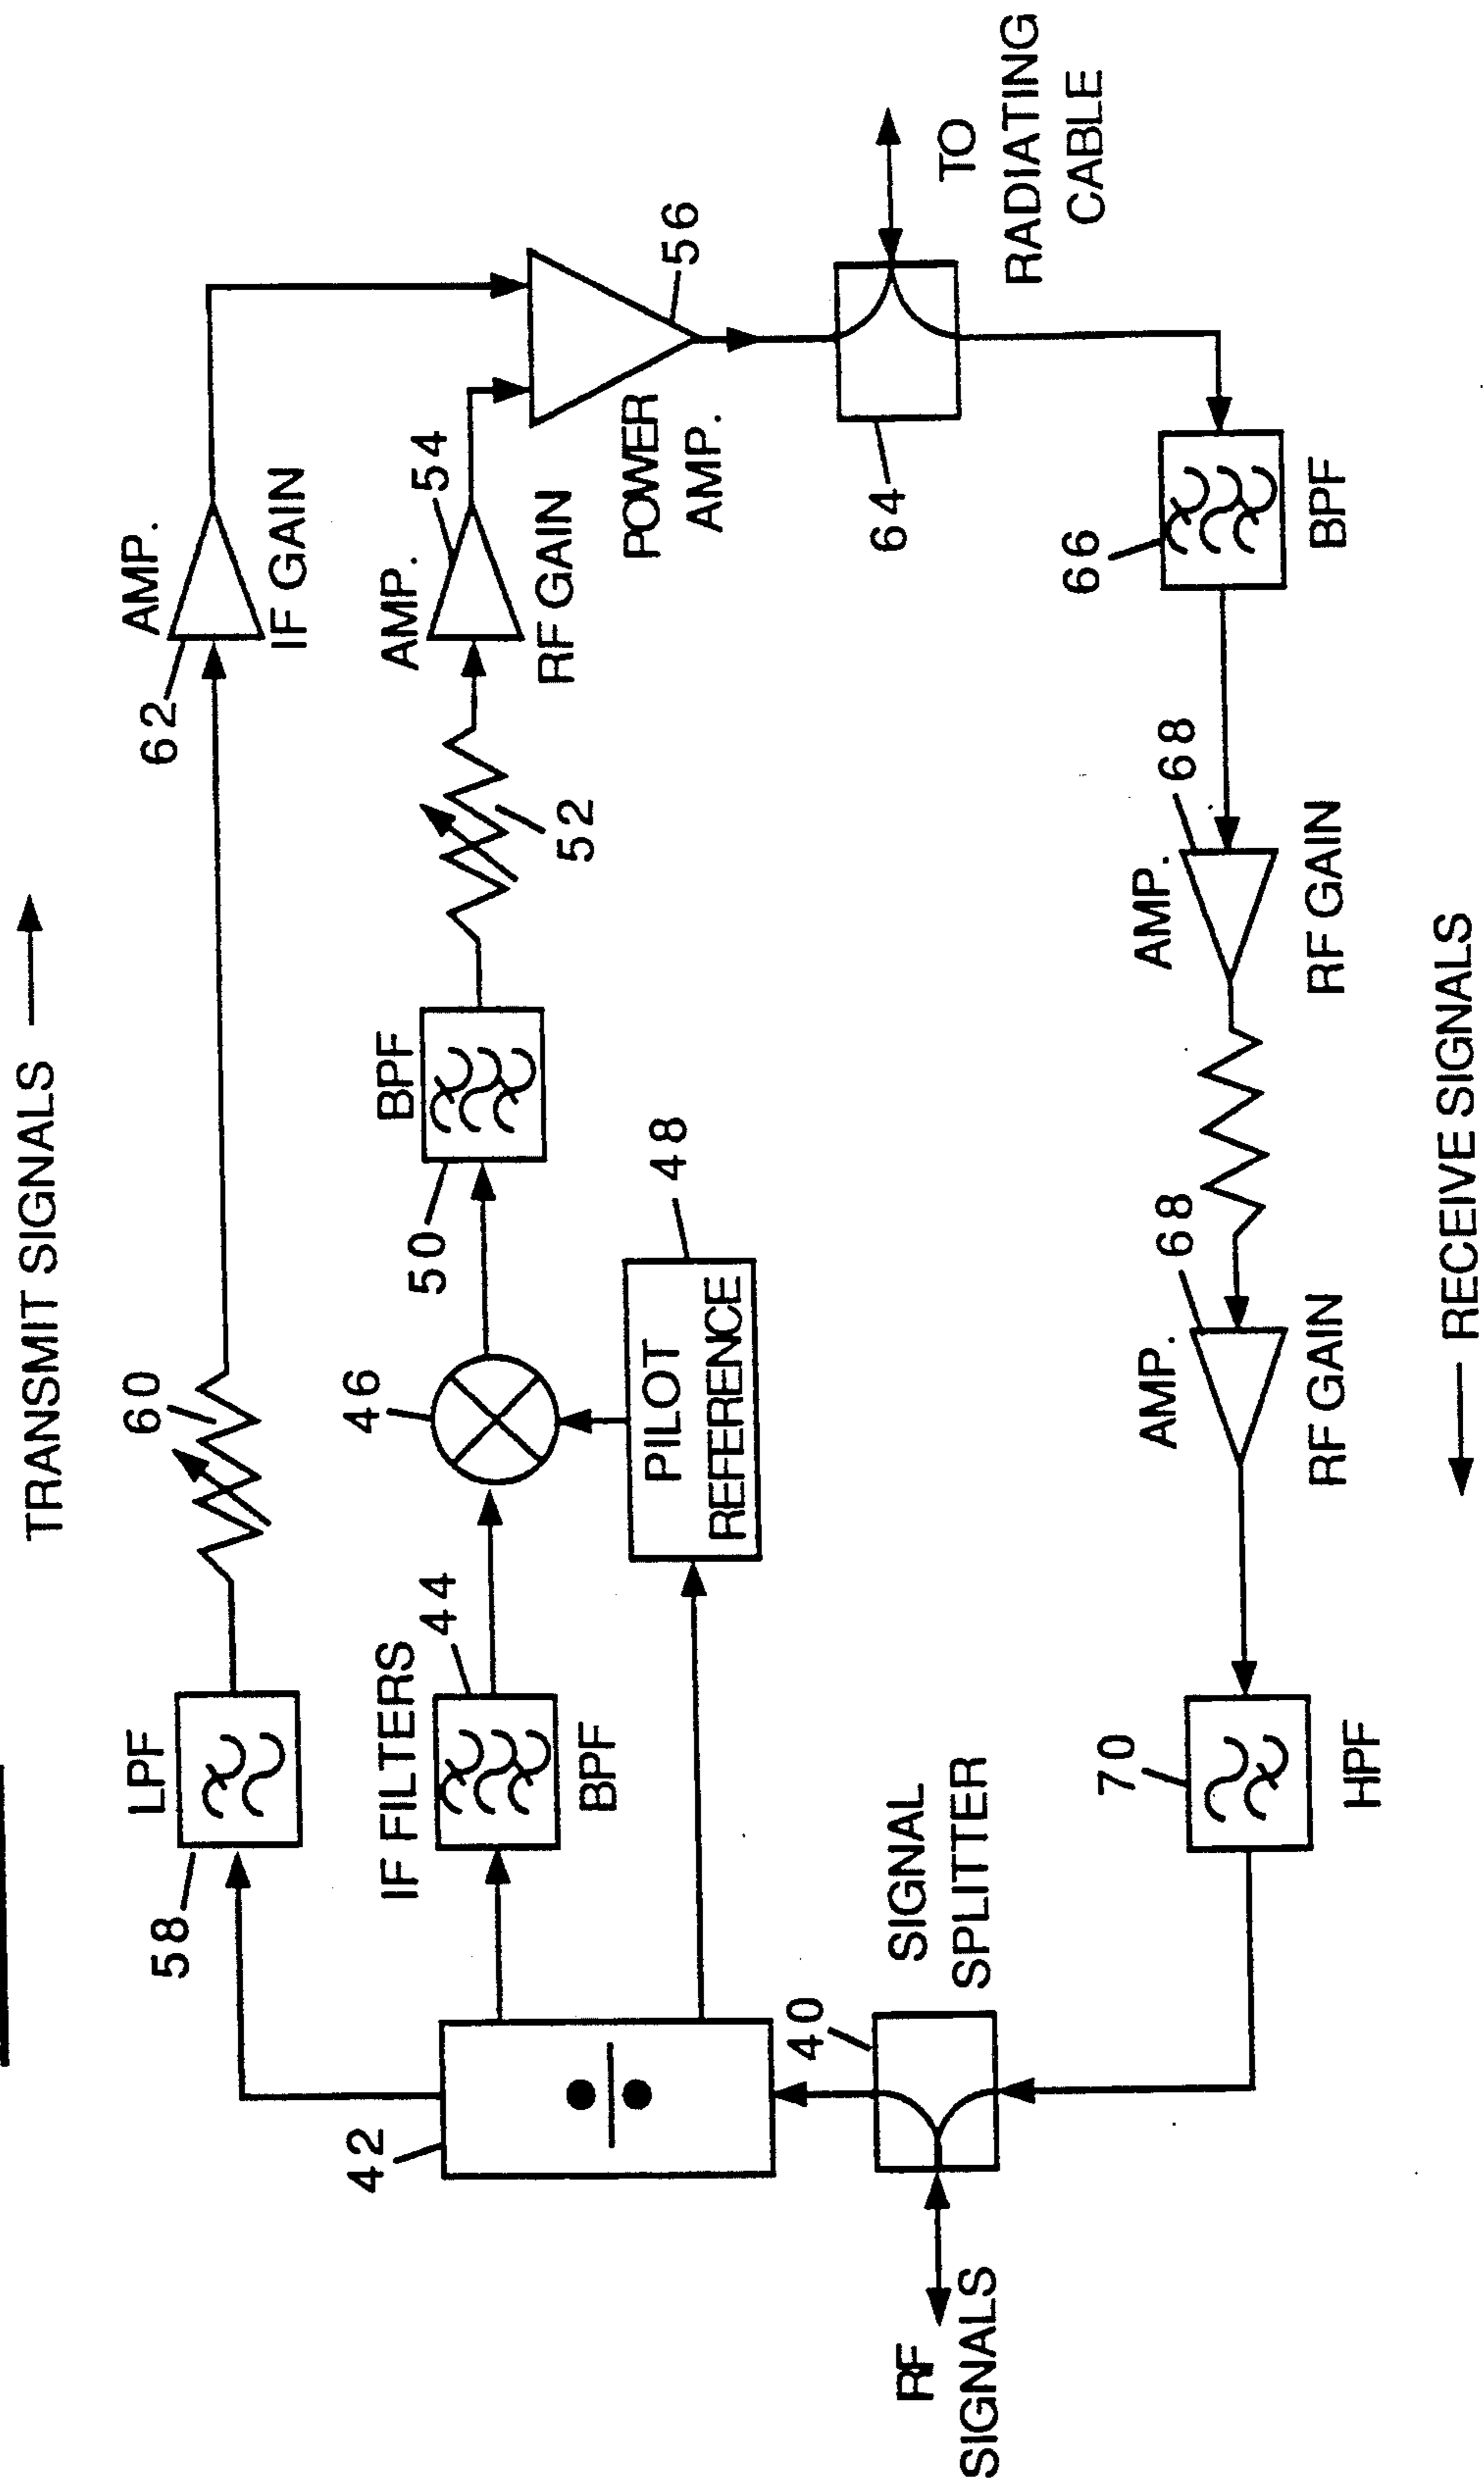 TRANSMIT SIGNALS
LPF
58
60
62
AMP.
IF GAIN
42
IF FILTERS
44
BPF
46
PILOT
REFERENCE
48
50
BPF
52
AMP.
54
RF GAIN
POWER
AMP.
56
RF
SIGNALS
40
SIGNAL
SPLITTER
64
TO
RADIATING
CABLE
70
HPF
AMP.
68
RF GAIN
AMP.
68
RF GAIN
66
BPF
RECEIVE SIGNALS